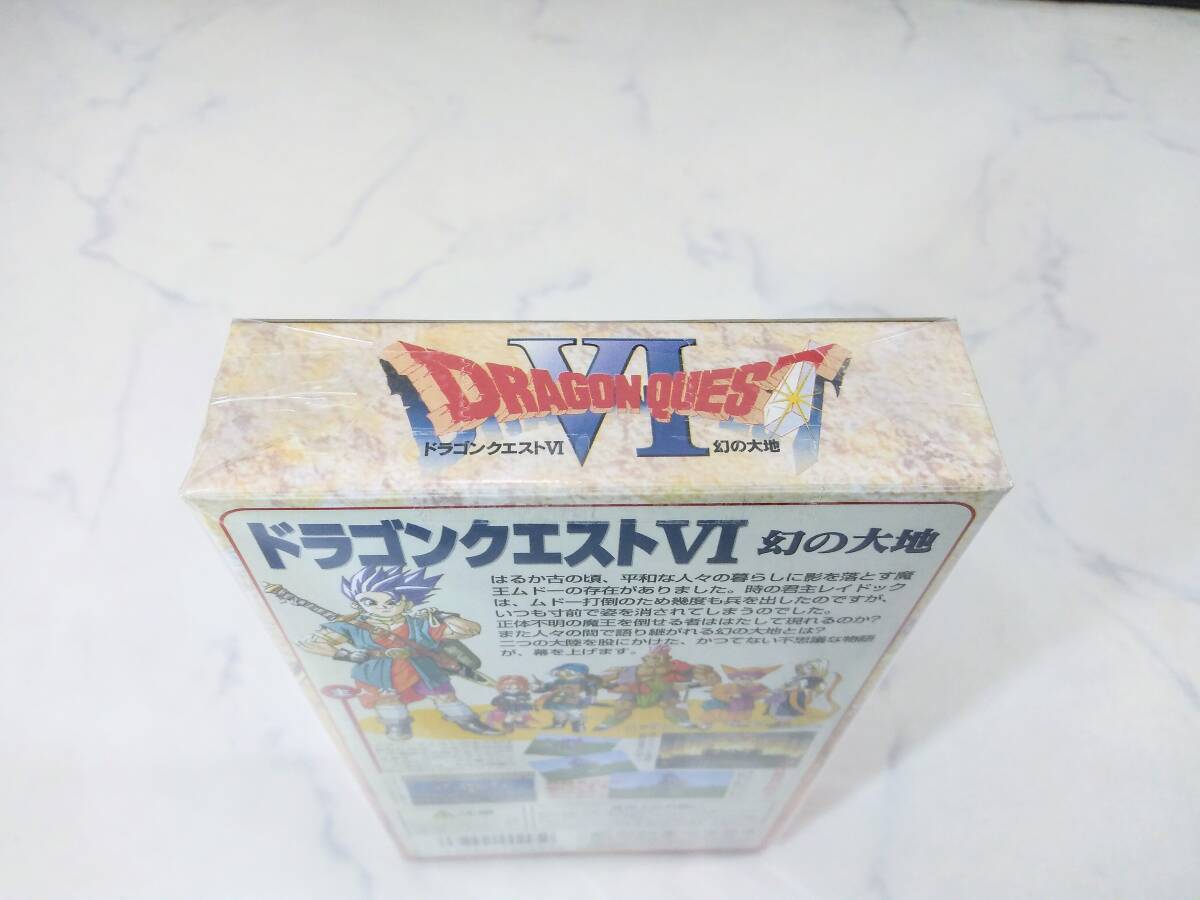 DRAGON QUEST
VI
ドラゴンクエストVI 幻の大地
ドラゴンクエストVI 幻の大地
はるか古の頃、平和な人々の暮らしに影を落とす魔
王ムドーの存在がありました。時の君主レイドック
は、ムドー打倒のため幾度も兵を出したのですが、
いつも寸前で姿を消されてしまうのでした。
正体不明の魔王を倒せる者ははたして現れるのか?
また人々の間で語り継がれる幻の大地とは?
二つの大陸を股にかけた、かつてない不思議な物語
が、幕を上げます。